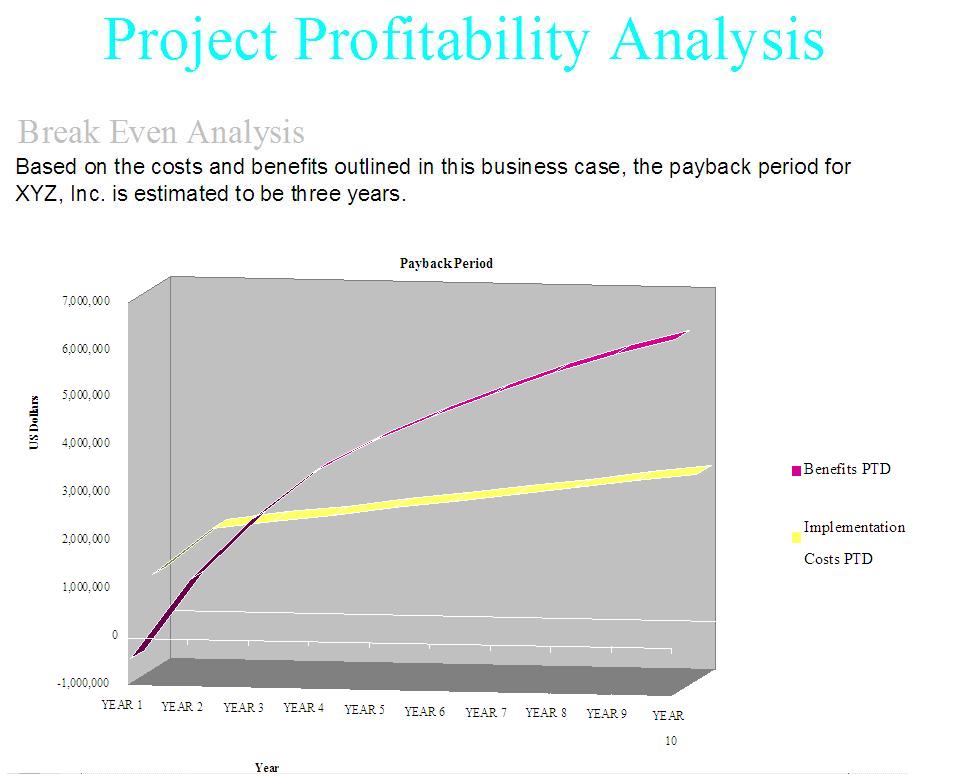 Project Profitability Analysis
Break Even Analysis
Based on the costs and benefits outlined in this business case, the payback period for
XYZ, Inc. is estimated to be three years.
Payback Period
7,000,000
6,000,000
5,000,000
4,000,000
3,000,000
2,000,000
1,000,000
0
-1,000,000
US Dollars
YEAR 1 YEAR 2 YEAR 3 YEAR 4 YEAR 5 YEAR 6 YEAR 7 YEAR 8 YEAR 9 YEAR
10
Year
Benefits PTD
Implementation
Costs PTD